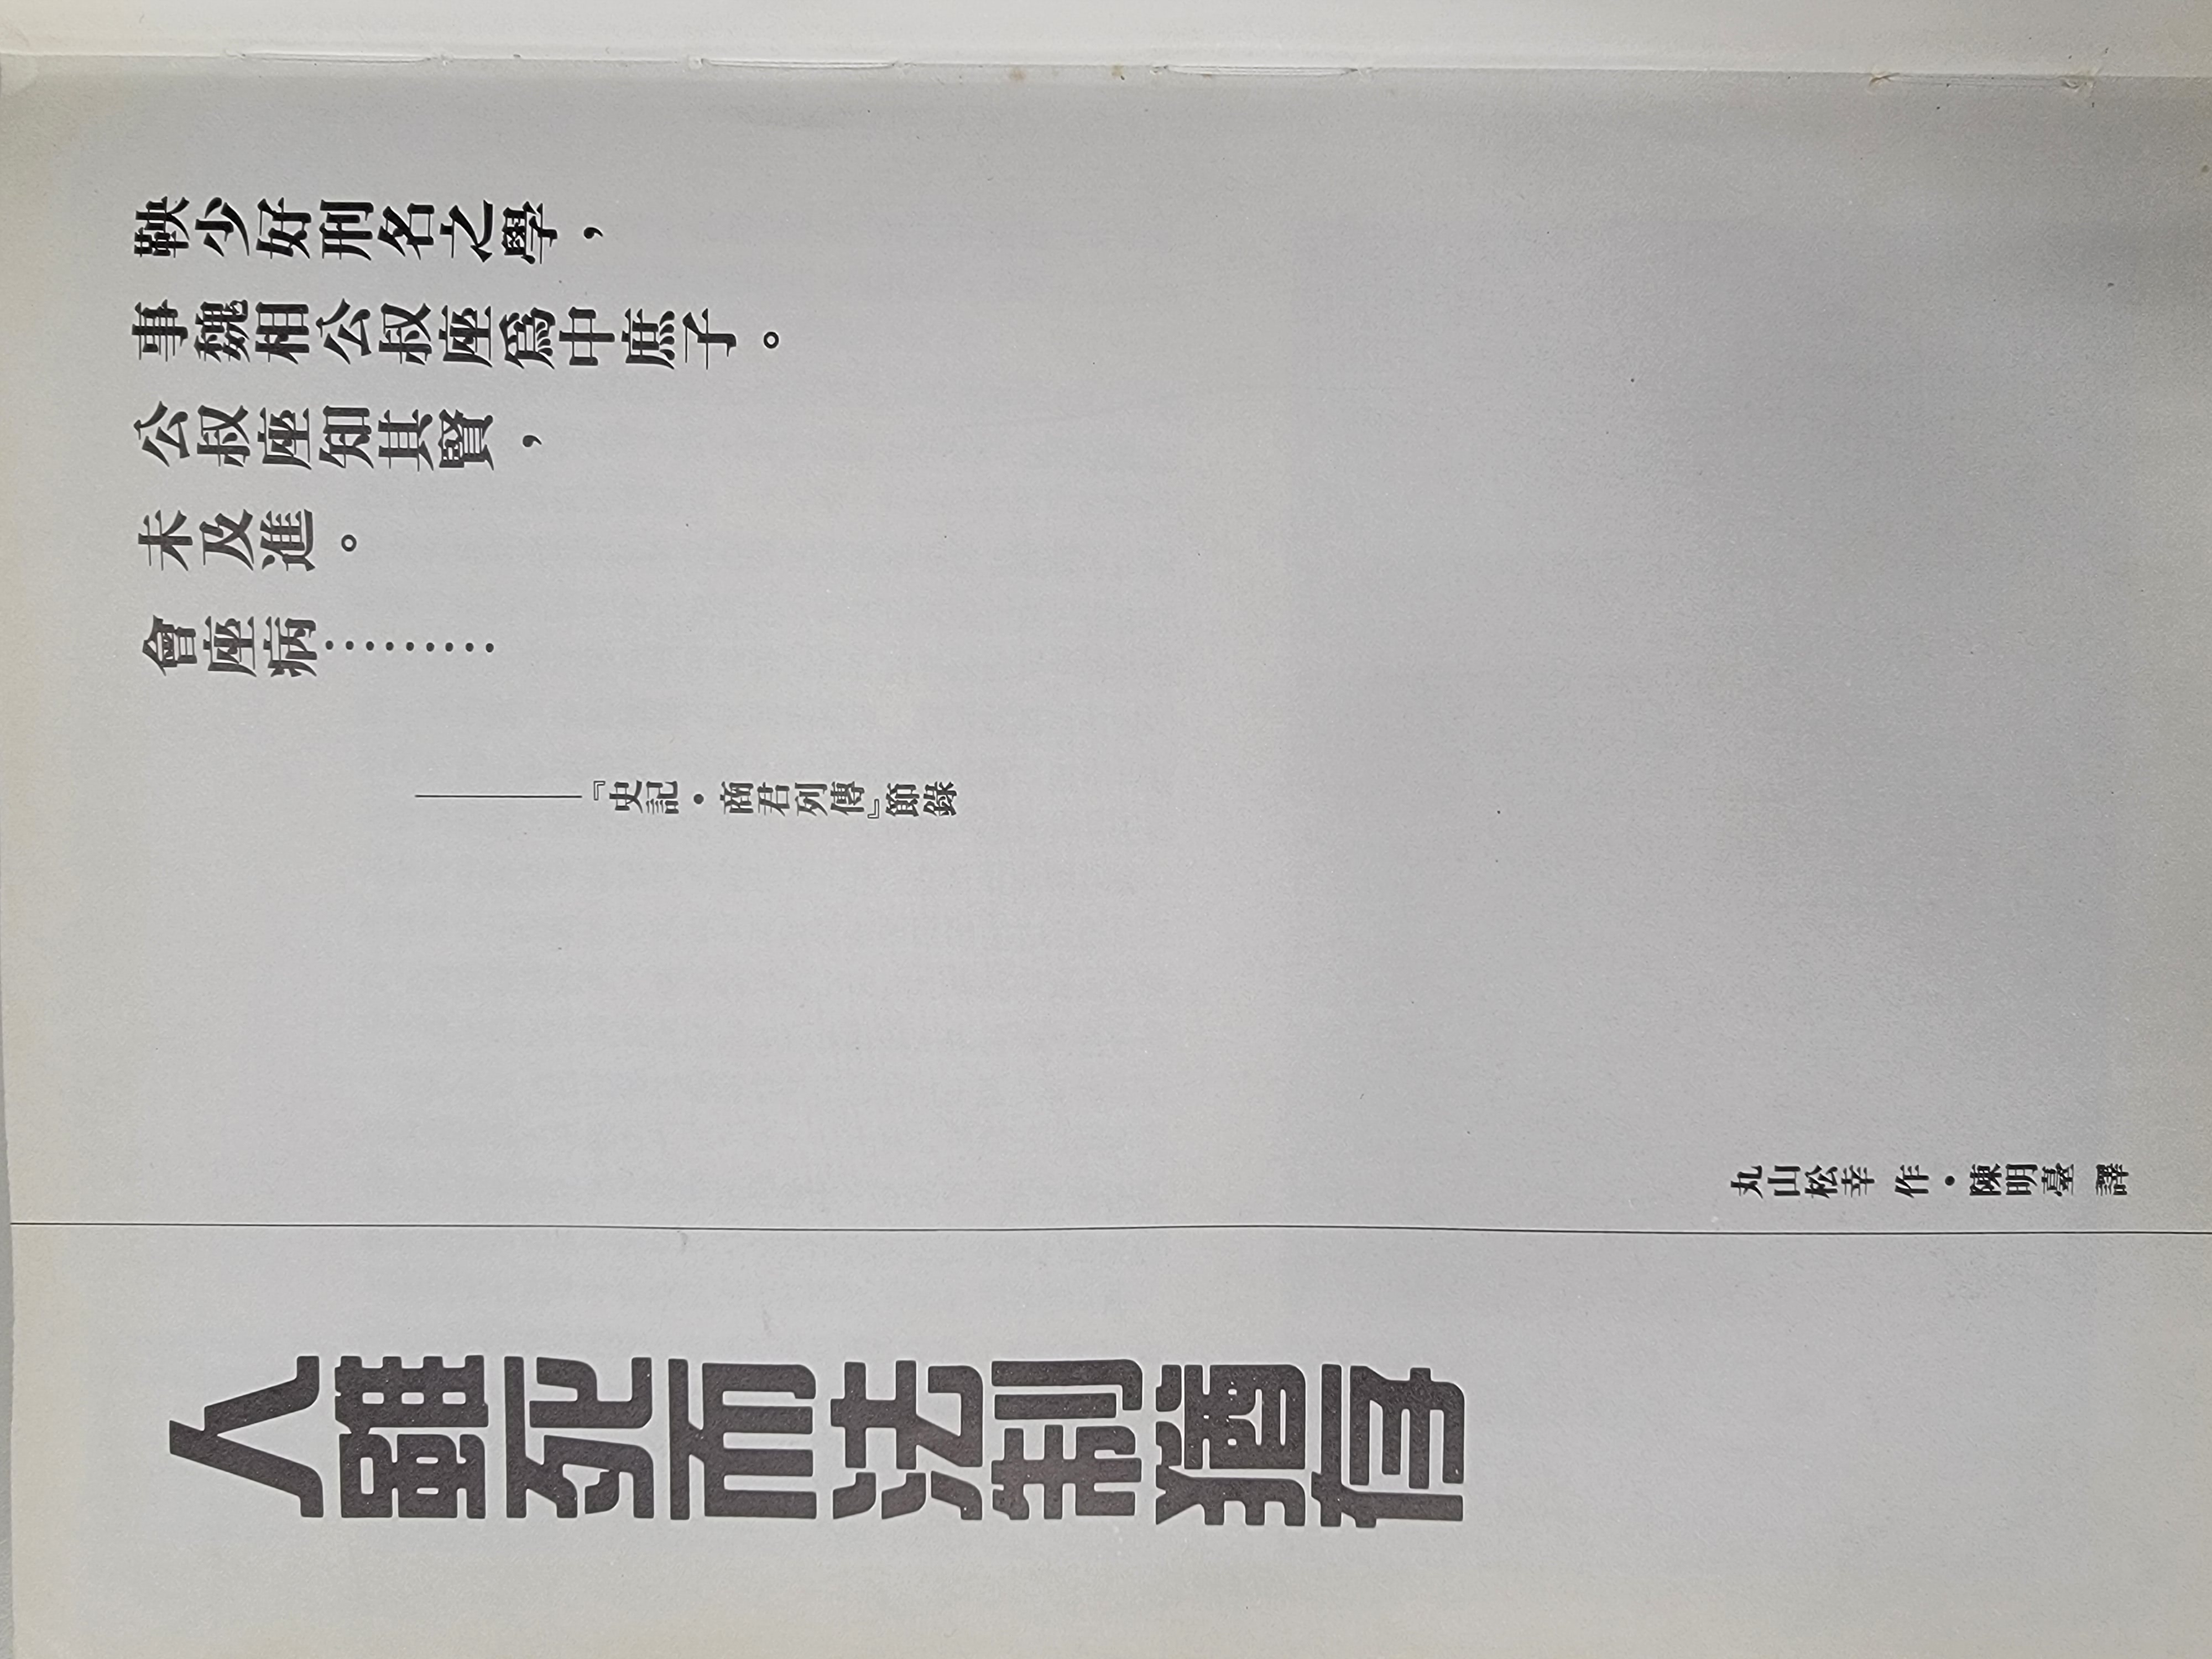 鞅少好刑名之學，
事魏相公叔座爲中庶子。
公叔座知其賢，
未及進。
會座病⋯⋯⋯
——『史記・商君列傳』節錄
丸山松幸 作・陳明臺 譯
人雖死而法制猶存